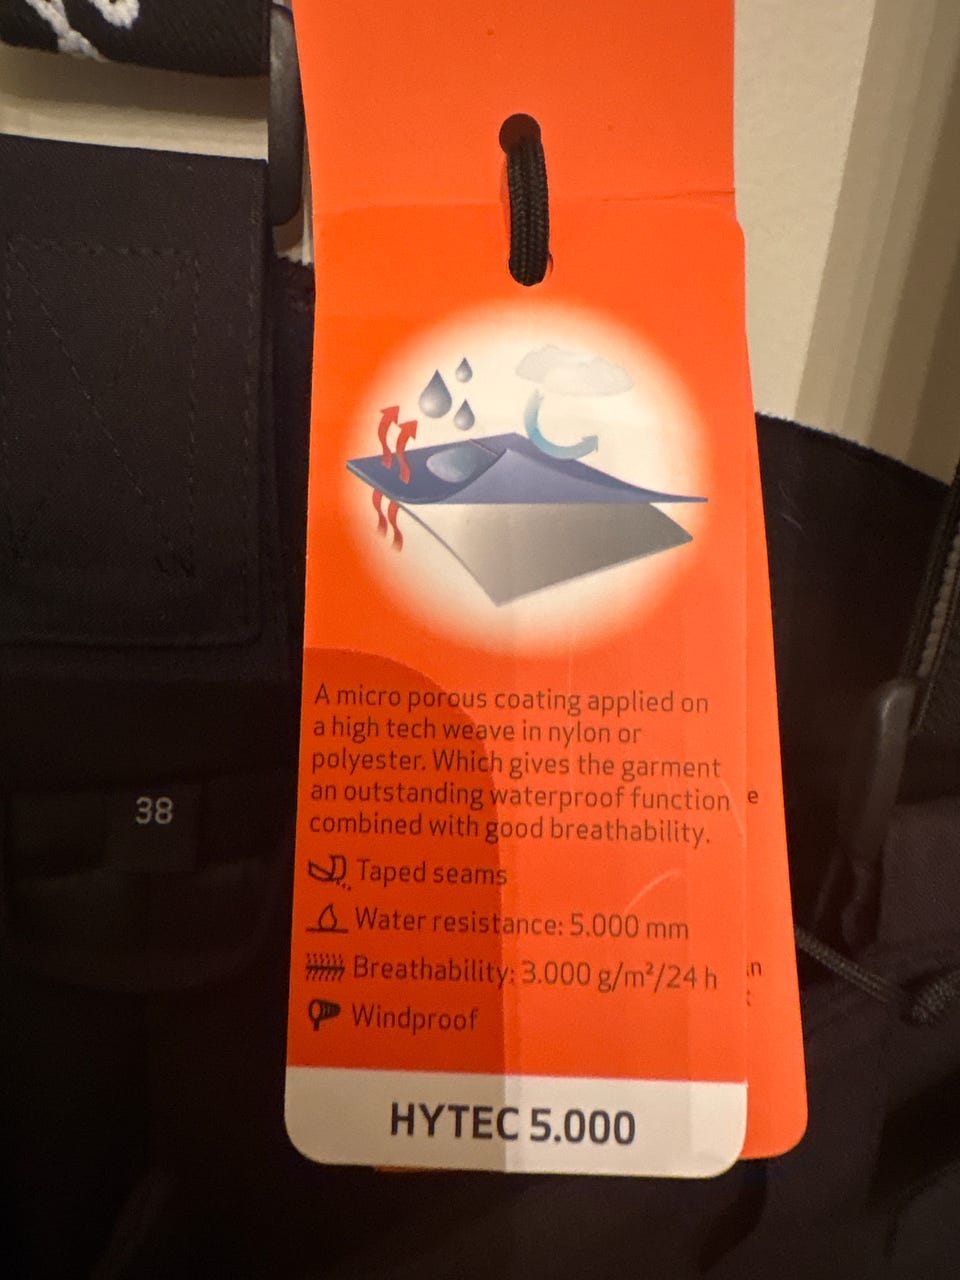 A micro porous coating applied on
a high tech weave in nylon or
polyester. Which gives the garment
an outstanding waterproof function
combined with good breathability.
Taped seams
Water resistance: 5.000 mm
Breathability: 3.000 g/m²/24 h
Windproof
HYTEC 5.000
38